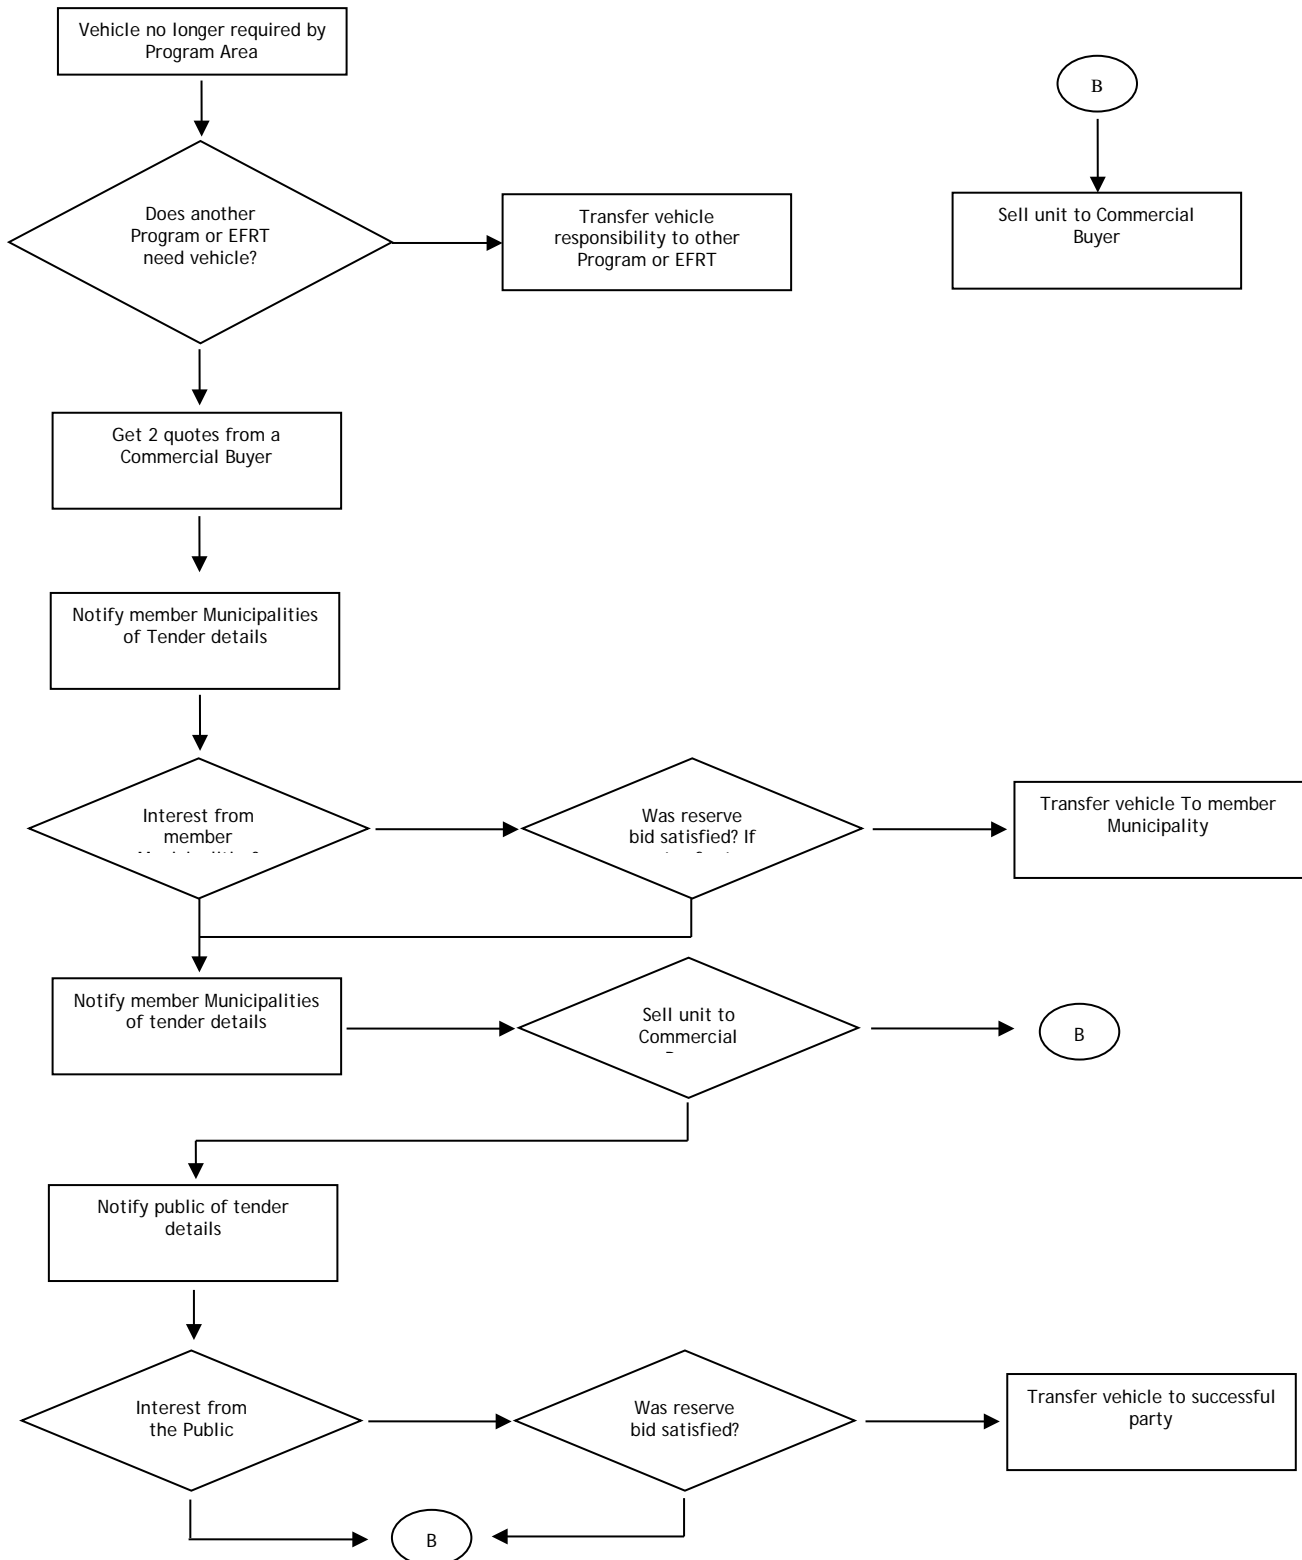 Vehicle no longer required by
Program Area
B
Does another
Program or EFRT
need vehicle?
Transfer vehicle
responsibility to other
Program or EFRT
Sell unit to Commercial
Buyer
Get 2 quotes from a
Commercial Buyer
Notify member Municipalities
of Tender details
Interest from
member
Was reserve
bid satisfied? If
Transfer vehicle To member
Municipality
Notify member Municipalities
of tender details
Sell unit to
Commercial
B
Notify public of tender
details
Interest from
the Public
Was reserve
bid satisfied?
Transfer vehicle to successful
party
B